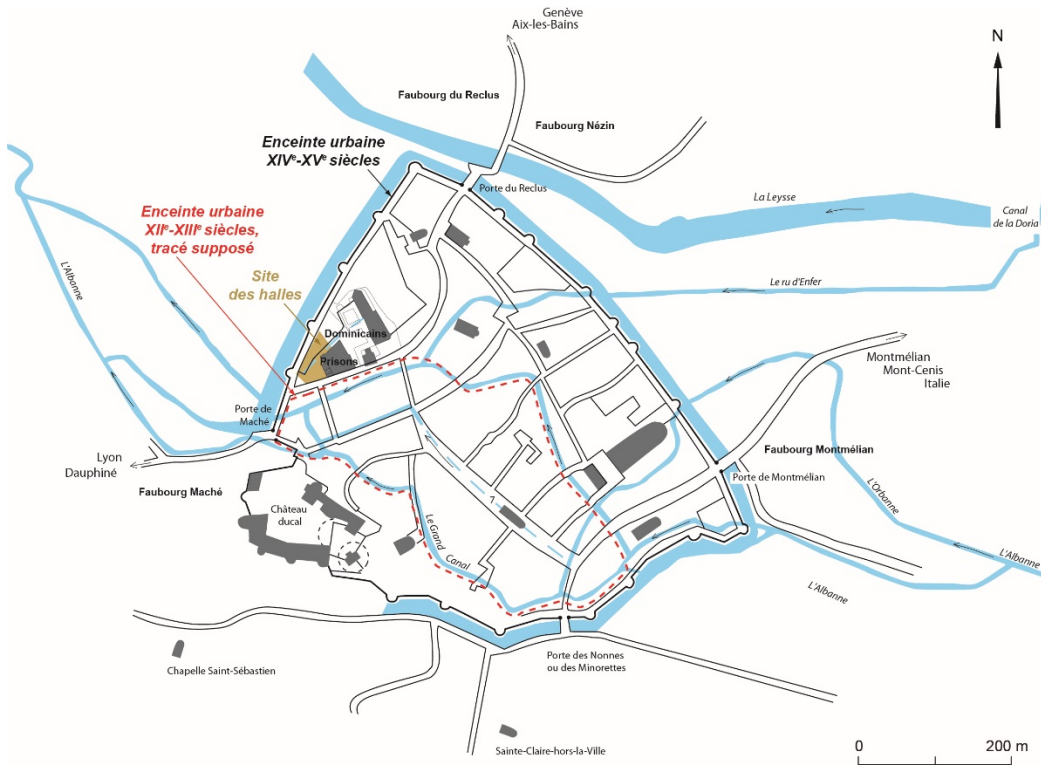 Genève
Aix-les-Bains
N
Faubourg du Reclus
Faubourg Nézin
Enceinte urbaine
XIVᵉ-XVᵉ siècles
Porte du Reclus
La Leysse
Canal
de la Doria
Enceinte urbaine
XIIᵉ-XIIIᵉ siècles,
tracé supposé
L'Albanne
Site
des halles
Le ru d'Enfer
Dominicains
Prisons
Montmélian
Mont-Cenis
Italie
Porte de
Maché
Lyon
Dauphiné
Faubourg Maché
Faubourg Montmélian
Porte de Montmélian
Château
ducal
1
Le Grand Canal
L'Orbanne
L'Albanne
L'Albanne
Chapelle Saint-Sébastien
Porte des Nonnes
ou des Minorettes
Sainte-Claire-hors-la-Ville
0 200 m